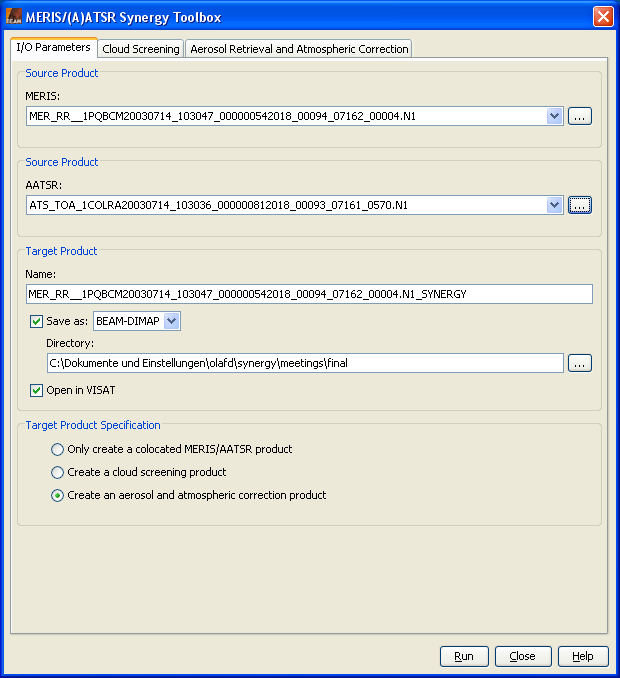 MERIS/(A)ATSR Synergy Toolbox
I/O Parameters
Cloud Screening
Aerosol Retrieval and Atmospheric Correction
Source Product
MERIS:
MER_RR__1PQBCM20030714_103047_000000542018_00094_07162_00004.N1
...
Source Product
AATSR:
ATS_TOA_1COLRA20030714_103036_000000812018_00093_07161_0570.N1
...
Target Product
Name:
MER_RR__1PQBCM20030714_103047_000000542018_00094_07162_00004.N1_SYNERGY
Save as: BEAM-DIMAP
Directory:
C:\Dokumente und Einstellungen\olafd\synergy\meetings\final
...
Open in VISAT
Target Product Specification
Only create a colocated MERIS/AATSR product
Create a cloud screening product
Create an aerosol and atmospheric correction product
Run Close Help